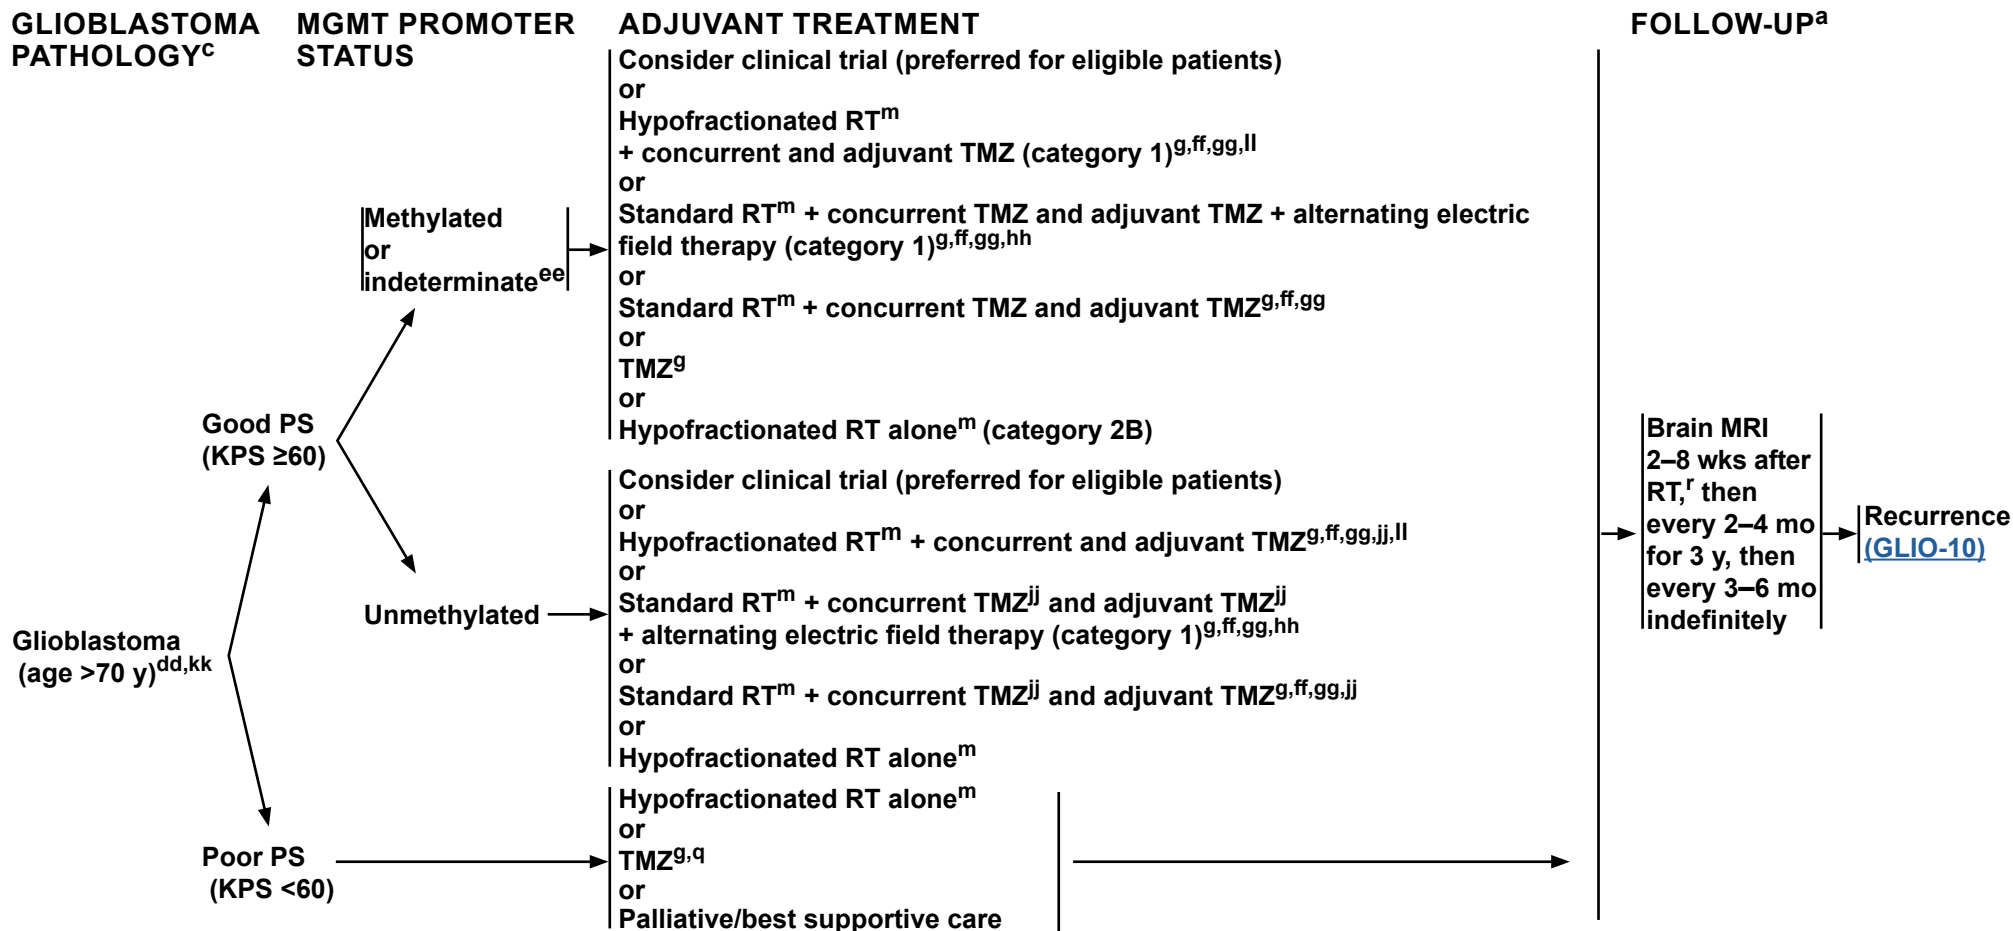 GLIOBLASTOMA
PATHOLOGYc
MGMT PROMOTER
STATUS
ADJUVANT TREATMENT
FOLLOW-UPa
Glioblastoma
(age >70 y)dd,kk
Good PS
(KPS ≥60)
Methylated
or
indeterminateee
Consider clinical trial (preferred for eligible patients)
or
Hypofractionated RTm
+ concurrent and adjuvant TMZ (category 1)g,ff,gg,ll
or
Standard RTm + concurrent TMZ and adjuvant TMZ + alternating electric
field therapy (category 1)g,ff,gg,hh
or
Standard RTm + concurrent TMZ and adjuvant TMZg,ff,gg
or
TMZg
or
Hypofractionated RT alonem (category 2B)
Unmethylated
Consider clinical trial (preferred for eligible patients)
or
Hypofractionated RTm + concurrent and adjuvant TMZg,ff,gg,jj,ll
or
Standard RTm + concurrent TMZjj and adjuvant TMZjj
+ alternating electric field therapy (category 1)g,ff,gg,hh
or
Standard RTm + concurrent TMZjj and adjuvant TMZg,ff,gg,jj
or
Hypofractionated RT alonem
Poor PS
(KPS <60)
Hypofractionated RT alonem
or
TMZg,q
or
Palliative/best supportive care
Brain MRI
2–8 wks after
RT,r then
every 2–4 mo
for 3 y, then
every 3–6 mo
indefinitely
Recurrence
(GLIO-10)